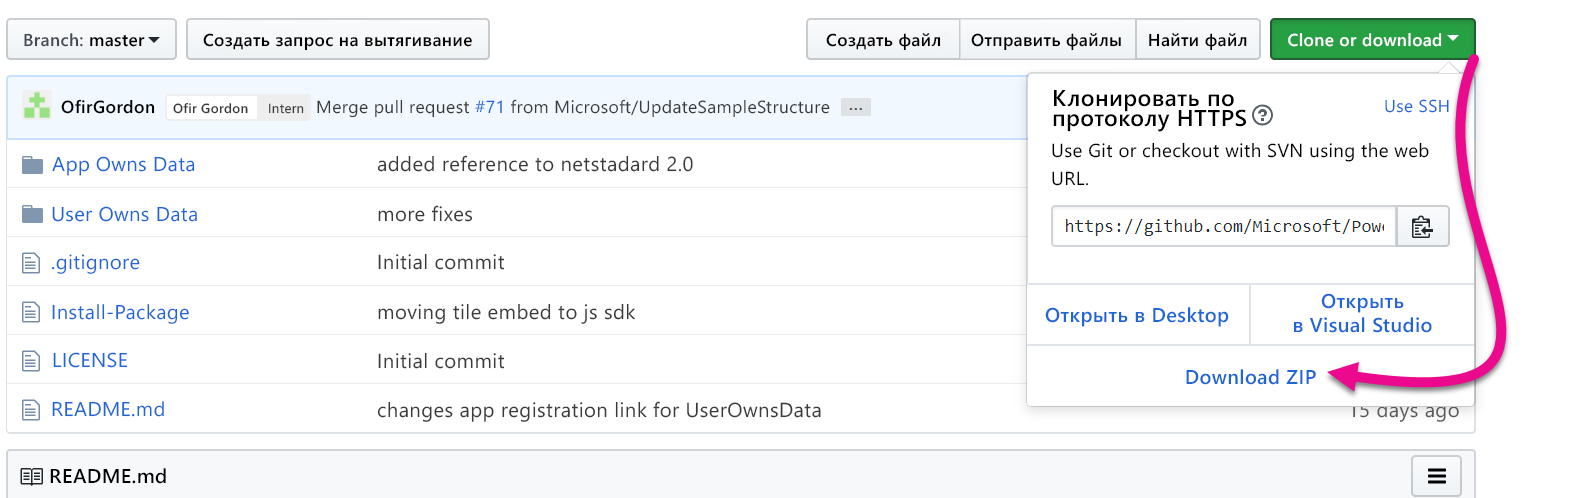 Branch: master
Создать запрос на вытягивание
Создать файл
Отправить файлы
Найти файл
Clone or download
OfirGordon Ofir Gordon Intern Merge pull request #71 from Microsoft/UpdateSampleStructure ...
App Owns Data added reference to netstadard 2.0
User Owns Data more fixes
.gitignore Initial commit
Install-Package moving tile embed to js sdk
LICENSE Initial commit
README.md changes app registration link for UserOwnsData 15 days ago
Клонировать по
протоколу HTTPS ?
Use SSH
Use Git or checkout with SVN using the web
URL.
https://github.com/Microsoft/Pow
Открыть в Desktop
Открыть
в Visual Studio
Download ZIP
README.md